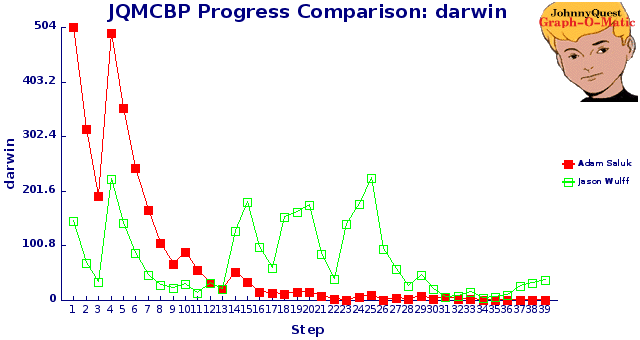 JQMCBP Progress Comparison: darwin
JohnnyQuest
Graph-O-Matic
504
403.2
302.4
201.6
100.8
0
darwin
Adam Saluk
Jason Wulff
1 2 3 4 5 6 7 8 9 10 11 12 13 14 15 16 17 18 19 20 21 22 23 24 25 26 27 28 29 30 31 32 33 34 35 36 37 38 39
Step